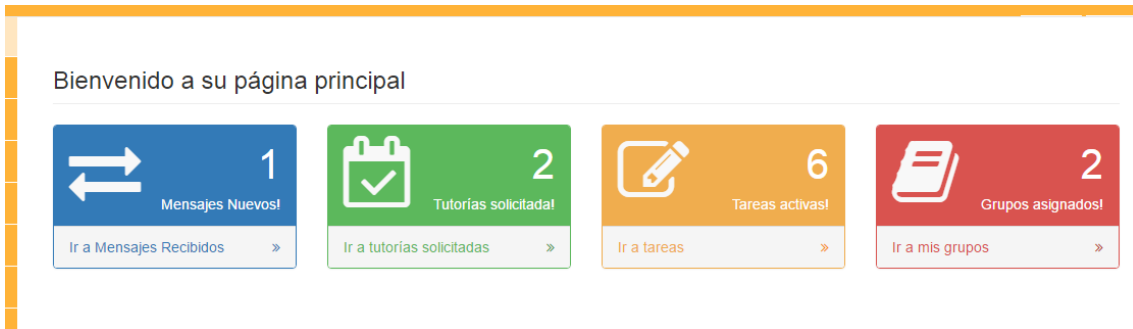 Bienvenido a su página principal
1
Mensajes Nuevos!
Ir a Mensajes Recibidos »
2
Tutorías solicitada!
Ir a tutorías solicitadas »
6
Tareas activas!
Ir a tareas »
2
Grupos asignados!
Ir a mis grupos »